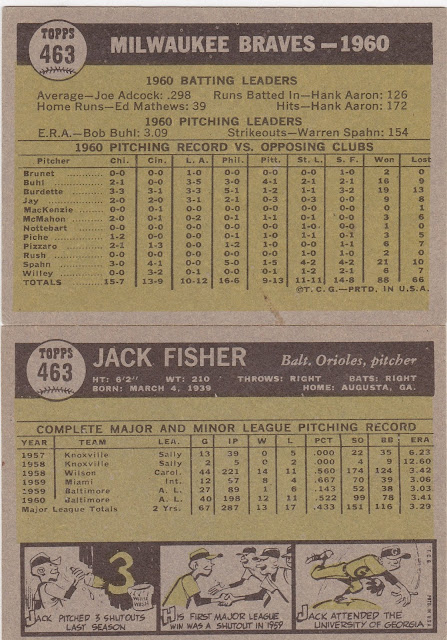 TOPPS
463
MILWAUKEE BRAVES — 1960
1960 BATTING LEADERS
Average—Joe Adcock: .298 Runs Batted In—Hank Aaron: 126
Home Runs—Ed Mathews: 39 Hits—Hank Aaron: 172
1960 PITCHING LEADERS
E.R.A.—Bob Buhl: 3.09 Strikeouts—Warren Spahn: 154
1960 PITCHING RECORD VS. OPPOSING CLUBS
Pitcher Chi. Cin. L. A. Phil. Pitt. St. L. S. F. Won Lost
Brunet 0-0 0-0 1-0 0-0 0-0 0-0 1-0 2 0
Buhl 2-1 0-0 3-5 3-0 4-1 2-1 2-1 16 9
Burdette 3-3 3-1 3-3 5-1 1-2 3-1 1-2 19 13
Jay 2-0 2-0 3-1 2-1 0-3 0-3 0-0 9 8
MacKenzie 0-0 0-1 0-0 0-0 0-0 0-0 0-0 0 1
McMahon 2-0 0-1 0-2 0-1 0-1 0-0 1-1 3 6
Nottebart 0-0 0-0 0-0 0-0 0-0 1-0 0-0 1 0
Piche 1-2 0-0 0-0 0-0 0-1 1-1 1-1 3 5
Pizzaro 2-1 1-3 0-0 1-2 1-0 0-0 1-1 6 7
Rush 0-0 0-0 0-0 0-0 1-0 1-0 0-0 2 0
Spahn 3-0 4-1 0-0 5-0 1-5 4-2 4-2 21 10
Willey 0-0 3-2 0-1 0-1 1-0 1-2 1-0 6 7
TOTALS 15-7 13-9 10-12 16-6 9-13 11-11 14-8 88 66
©T.C.G.—PRTD. IN U.S.A.
TOPPS
463
JACK FISHER Balt. Orioles, pitcher
HT: 6'2" WT: 210 THROWS: RIGHT BATS: RIGHT
BORN: MARCH 4, 1939 HOME: AUGUSTA, GA.
COMPLETE MAJOR AND MINOR LEAGUE PITCHING RECORD
YEAR TEAM LEA. G IP W L PCT SO BB ERA
1957 Knoxville Sally 13 39 0 5 .000 22 35 6.23
1958 Knoxville Sally 2 5 0 2 .000 4 9 12.60
1958 Wilson Carol. 44 221 14 11 .560 174 124 3.42
1959 Miami Int. 12 57 8 4 .667 70 39 3.06
1959 Baltimore A. L. 27 89 1 6 .143 52 38 3.03
1960 Baltimore A. L. 40 198 12 11 .522 99 78 3.41
Major League Totals 2 Yrs. 67 287 13 17 .433 151 116 3.29
3
JACK PITCHED 3 SHUTOUTS
LAST SEASON
HIS FIRST MAJOR LEAGUE
WIN WAS A SHUTOUT IN 1959
JACK ATTENDED THE
UNIVERSITY OF GEORGIA